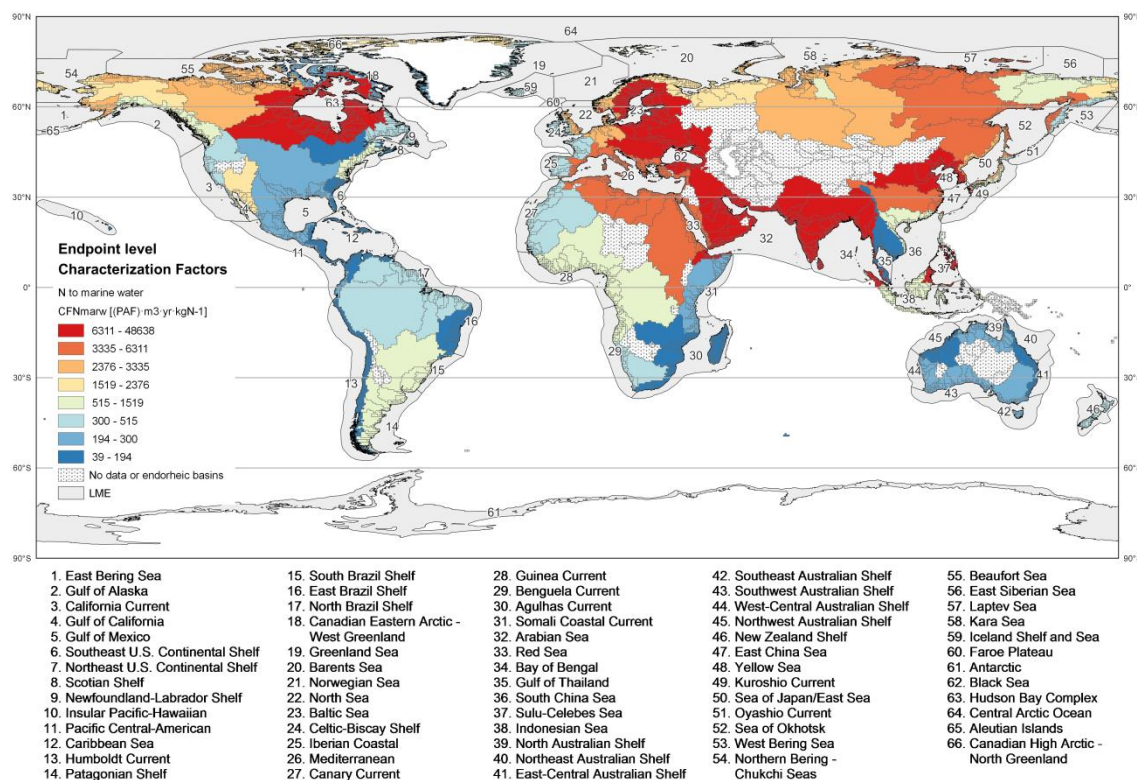 90°N
64
66
55
54
18
19
20
58
57
56
21
59
60°N
1
65
2
63
9
8
60
22
23
24
52
53
51
50
30°N
3
4
5
6
10
11
12
25
26
62
27
33
32
34
48
47
49
36
35
37
0°
17
16
13
15
14
28
31
29
30
38
39
45
40
44
43
41
42
46
30°S
60°S
61
90°S
Endpoint level
Characterization Factors
N to marine water
CFNmarw [(PAF)·m3·yr·kgN-1]
6311 - 48638
3335 - 6311
2376 - 3335
1519 - 2376
515 - 1519
300 - 515
194 - 300
39 - 194
No data or endorheic basins
LME
90°N
60°N
30°N
0°
30°S
60°S
90°S
1. East Bering Sea
2. Gulf of Alaska
3. California Current
4. Gulf of California
5. Gulf of Mexico
6. Southeast U.S. Continental Shelf
7. Northeast U.S. Continental Shelf
8. Scotian Shelf
9. Newfoundland-Labrador Shelf
10. Insular Pacific-Hawaiian
11. Pacific Central-American
12. Caribbean Sea
13. Humboldt Current
14. Patagonian Shelf
15. South Brazil Shelf
16. East Brazil Shelf
17. North Brazil Shelf
18. Canadian Eastern Arctic -
West Greenland
19. Greenland Sea
20. Barents Sea
21. Norwegian Sea
22. North Sea
23. Baltic Sea
24. Celtic-Biscay Shelf
25. Iberian Coastal
26. Mediterranean
27. Canary Current
28. Guinea Current
29. Benguela Current
30. Agulhas Current
31. Somali Coastal Current
32. Arabian Sea
33. Red Sea
34. Bay of Bengal
35. Gulf of Thailand
36. South China Sea
37. Sulu-Celebes Sea
38. Indonesian Sea
39. North Australian Shelf
40. Northeast Australian Shelf
41. East-Central Australian Shelf
42. Southeast Australian Shelf
43. Southwest Australian Shelf
44. West-Central Australian Shelf
45. Northwest Australian Shelf
46. New Zealand Shelf
47. East China Sea
48. Yellow Sea
49. Kuroshio Current
50. Sea of Japan/East Sea
51. Oyashio Current
52. Sea of Okhotsk
53. West Bering Sea
54. Northern Bering -
Chukchi Seas
55. Beaufort Sea
56. East Siberian Sea
57. Laptev Sea
58. Kara Sea
59. Iceland Shelf and Sea
60. Faroe Plateau
61. Antarctic
62. Black Sea
63. Hudson Bay Complex
64. Central Arctic Ocean
65. Aleutian Islands
66. Canadian High Arctic -
North Greenland